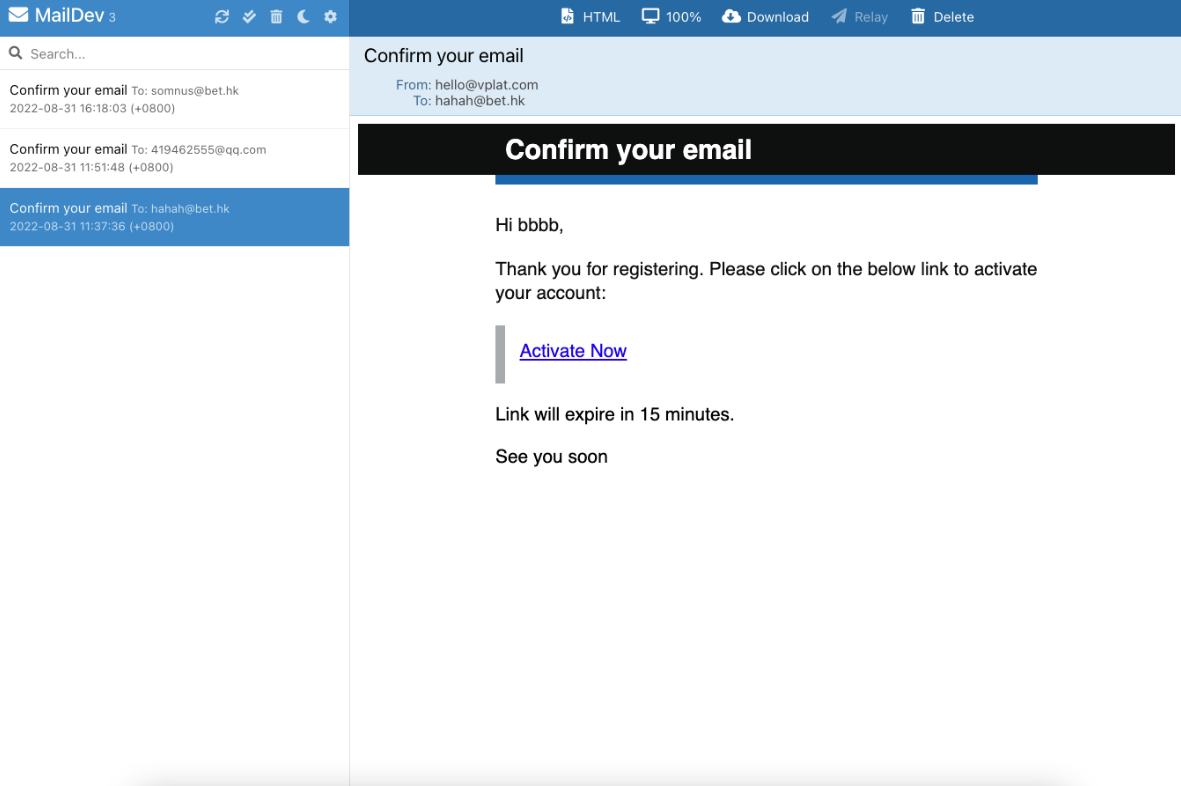 MailDev 3
HTML 100% Download Relay Delete
Search...
Confirm your email To: somnus@bet.hk
2022-08-31 16:18:03 (+0800)
Confirm your email To: 419462555@qq.com
2022-08-31 11:51:48 (+0800)
Confirm your email To: hahah@bet.hk
2022-08-31 11:37:36 (+0800)
Confirm your email
From: hello@vplat.com
To: hahah@bet.hk
Confirm your email
Hi bbbb,
Thank you for registering. Please click on the below link to activate
your account:
Activate Now
Link will expire in 15 minutes.
See you soon